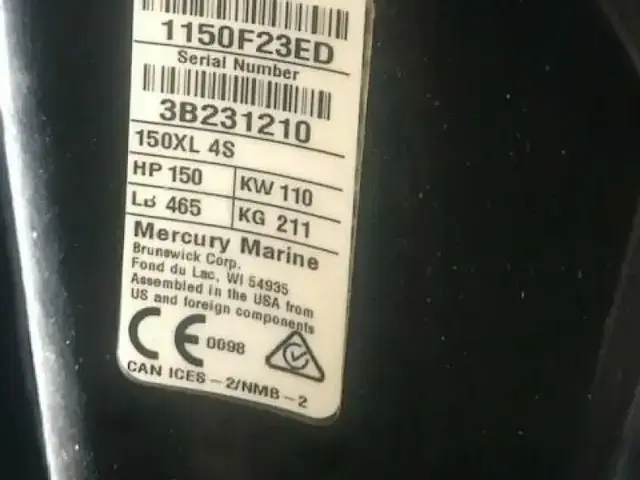 1150F23ED
Serial Number
3B231210
150XL 4S
HP 150 KW 110
LB 465 KG 211
Mercury Marine
Brunswick Corp.
Fond du Lac, WI 54935
Assembled in the USA from
US and foreign components
CE 0098
CAN ICES-2/NMB-2